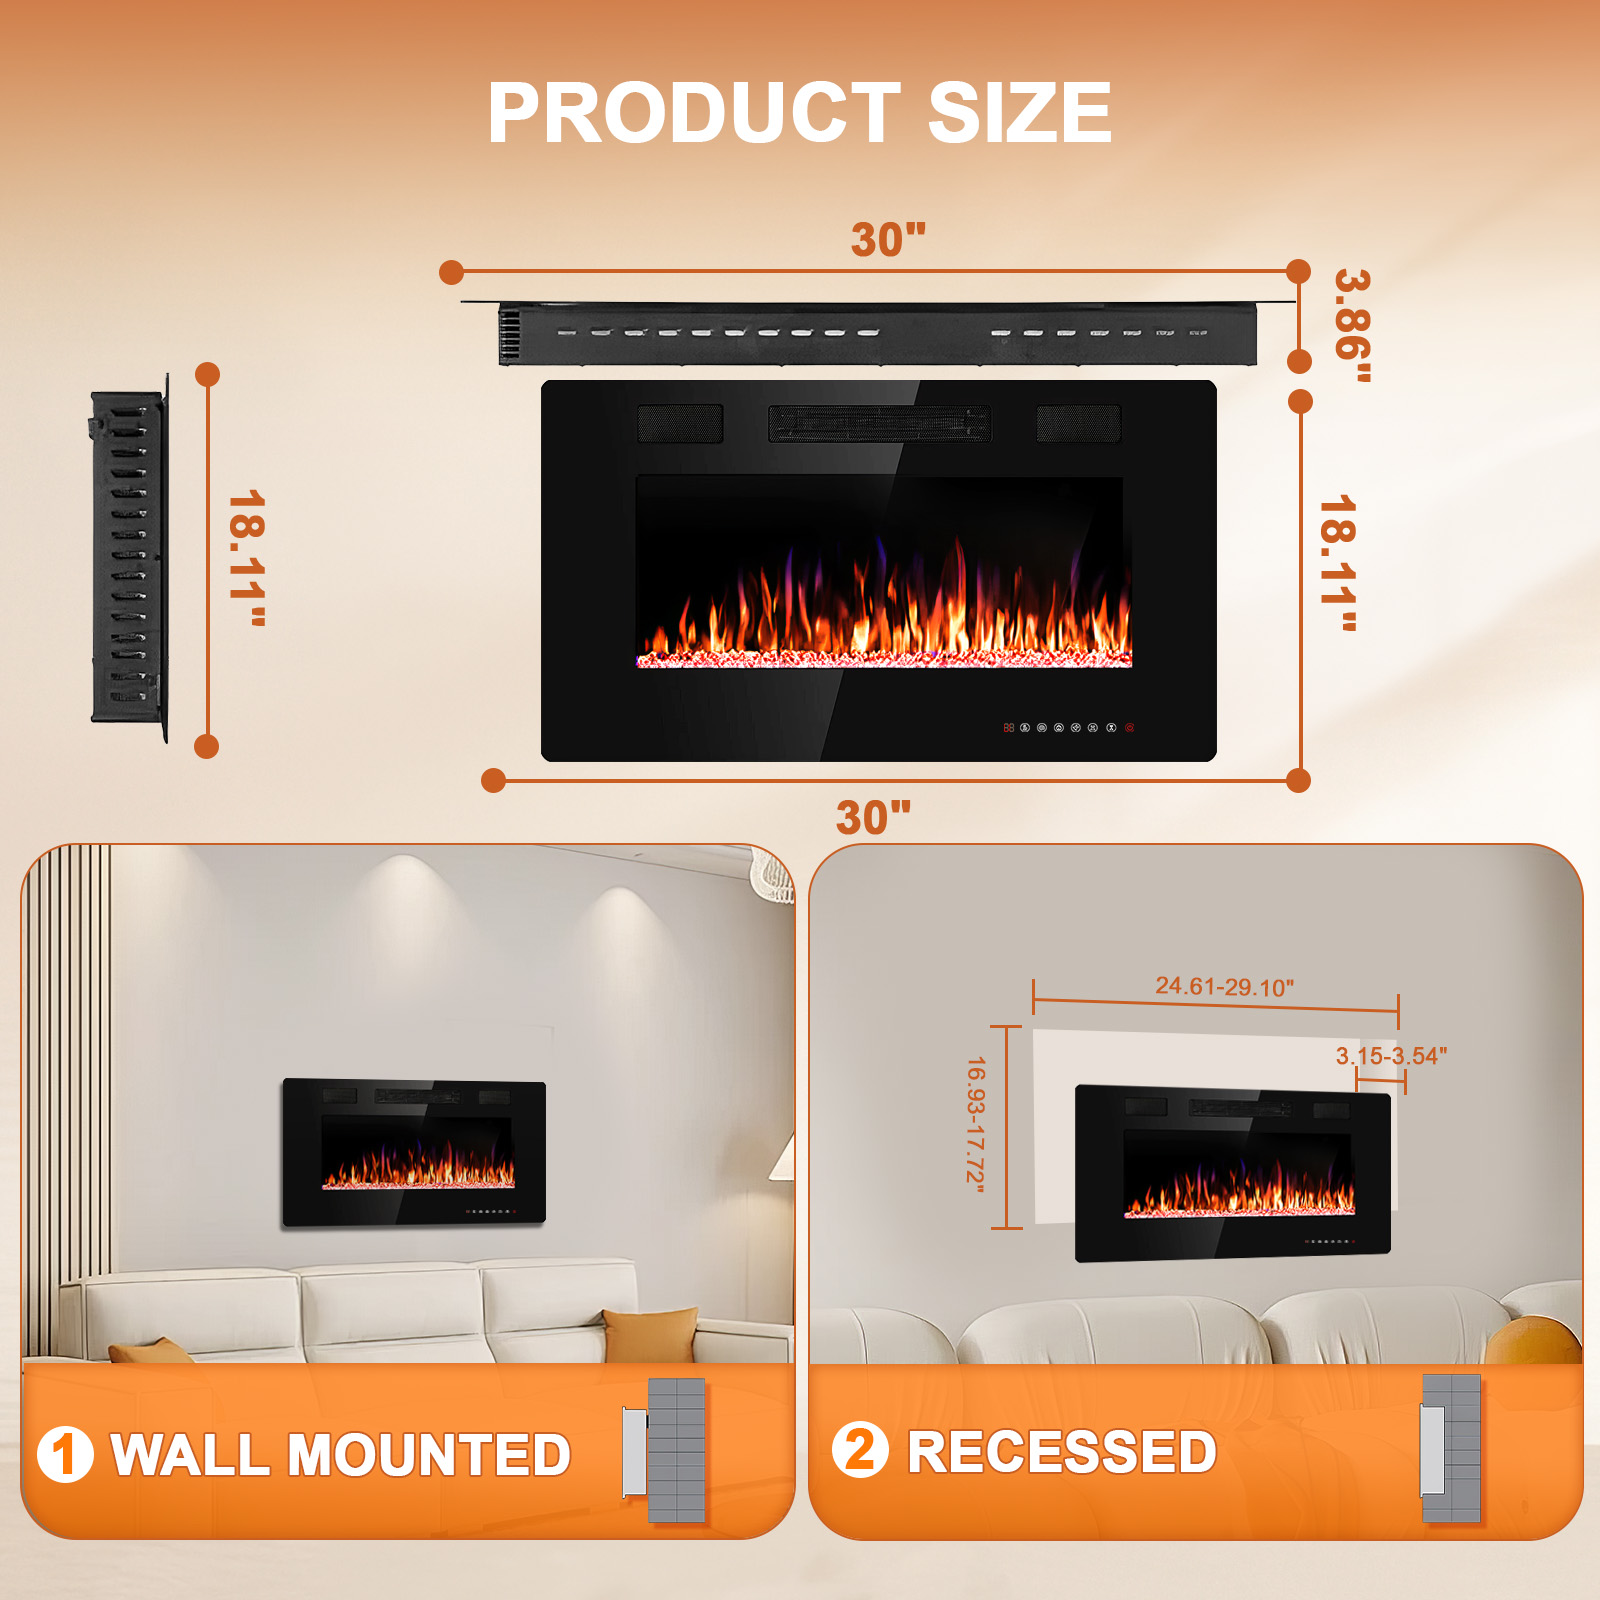 PRODUCT SIZE
30"
3.86"
18.11"
18.11"
30"
24.61-29.10"
3.15-3.54"
16.93-17.72"
1 WALL MOUNTED
2 RECESSED